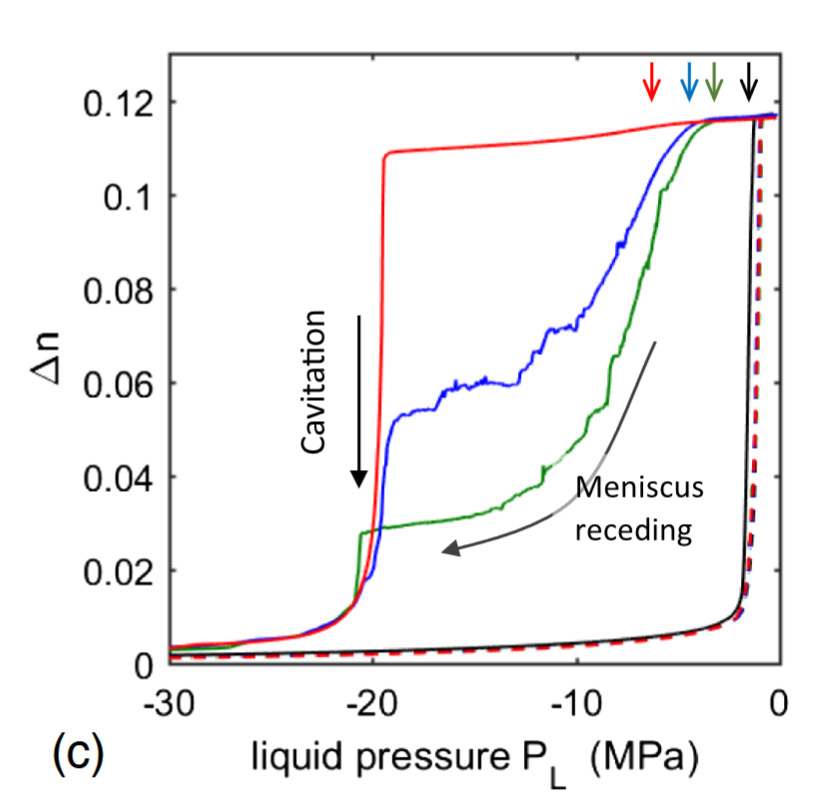 0.12
0.1
0.08
0.06
0.04
0.02
0
Δn
Cavitation
Meniscus
receding
-30
-20
-10
0
liquid pressure P_L (MPa)
(c)